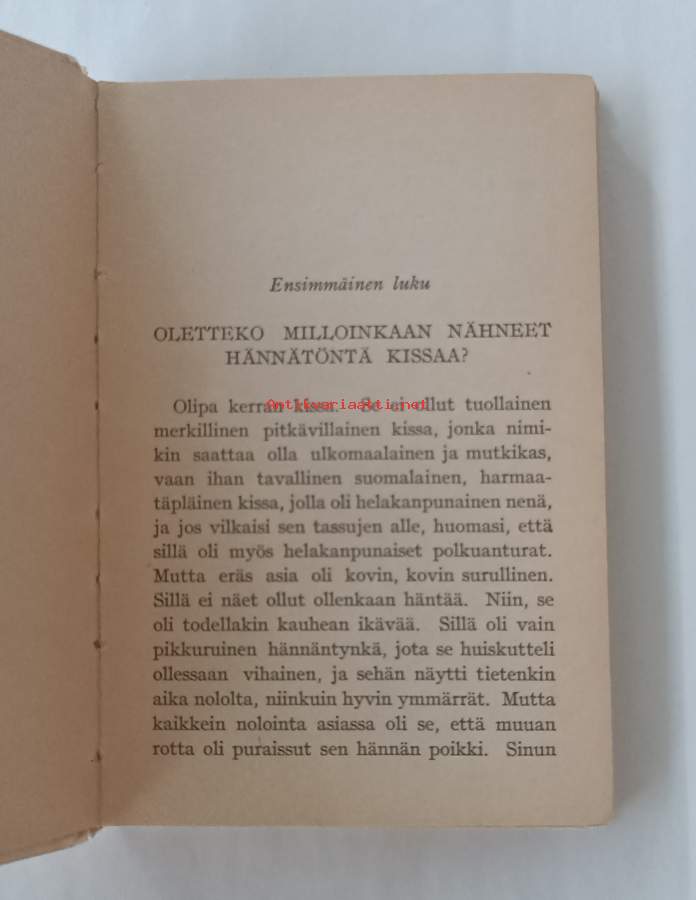 Ensimmäinen luku
OLETTEKO MILLOINKAAN NÄHNEET
HÄNNÄTÖNTÄ KISSAA?
Olipa kerran kissa. Se ei ollut tuollainen
Antikvariaatti.net
merkillinen pitkävillainen kissa, jonka nimi-
kin saattaa olla ulkomaalainen ja mutkikas,
vaan ihan tavallinen suomalainen, harmaa-
täpläinen kissa, jolla oli helakanpunainen nenä,
ja jos vilkaisi sen tassujen alle, huomasi, että
sillä oli myös helakanpunaiset polkuanturat.
Mutta eräs asia oli kovin, kovin surullinen.
Sillä ei näet ollut ollenkaan häntää. Niin, se
oli todellakin kauhean ikävää. Sillä oli vain
pikkuruinen hännäntynkä, jota se huiskutteli
ollessaan vihainen, ja sehän näytti tietenkin
aika nololta, niinkuin hyvin ymmärrät. Mutta
kaikkein nolointa asiassa oli se, että muuan
rotta oli puraissut sen hännän poikki. Sinun